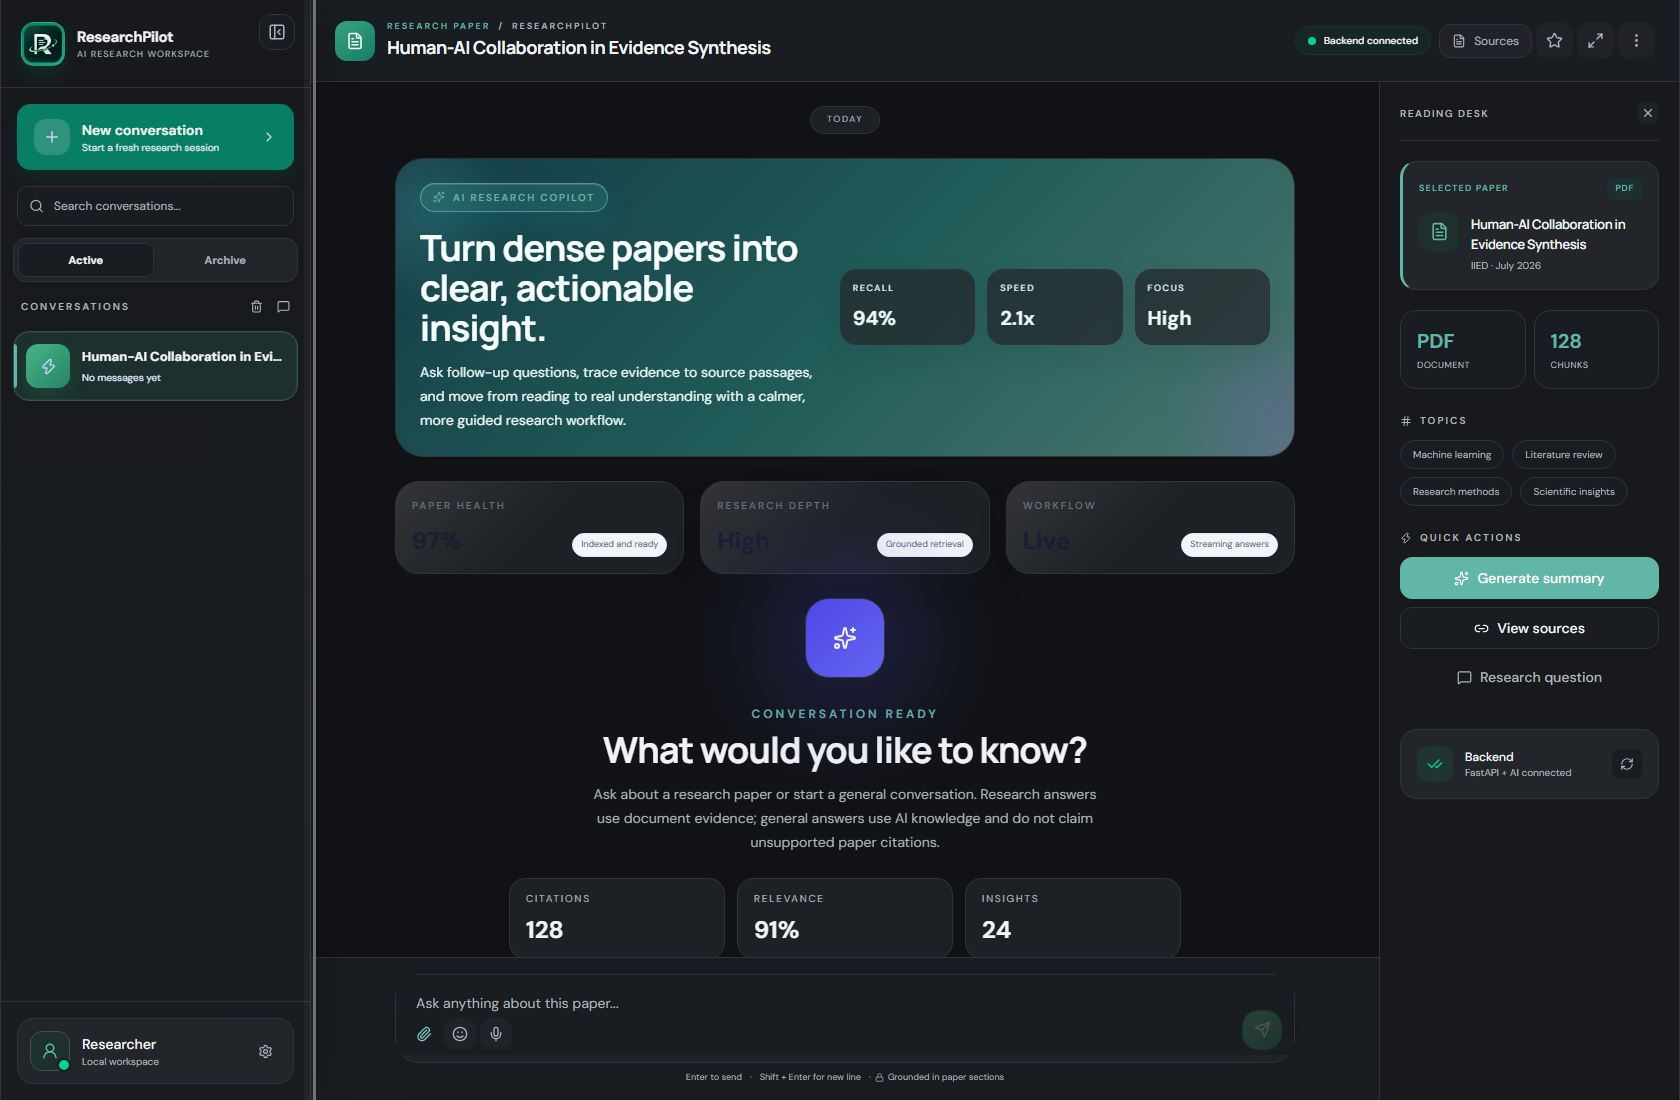 ResearchPilot
AI RESEARCH WORKSPACE
New conversation
Start a fresh research session
Search conversations...
Active
Archive
CONVERSATIONS
Human-AI Collaboration in Evi...
No messages yet
Researcher
Local workspace
RESEARCH PAPER / RESEARCHPILOT
Human-AI Collaboration in Evidence Synthesis
Backend connected
Sources
TODAY
AI RESEARCH COPILOT
Turn dense papers into
clear, actionable
insight.
Ask follow-up questions, trace evidence to source passages,
and move from reading to real understanding with a calmer,
more guided research workflow.
RECALL
94%
SPEED
2.1x
FOCUS
High
PAPER HEALTH
97%
Indexed and ready
RESEARCH DEPTH
High
Grounded retrieval
WORKFLOW
Live
Streaming answers
CONVERSATION READY
What would you like to know?
Ask about a research paper or start a general conversation. Research answers
use document evidence; general answers use AI knowledge and do not claim
unsupported paper citations.
CITATIONS
128
RELEVANCE
91%
INSIGHTS
24
Ask anything about this paper...
Enter to send · Shift + Enter for new line · Grounded in paper sections
READING DESK
SELECTED PAPER
PDF
Human-AI Collaboration in
Evidence Synthesis
IIED · July 2026
PDF
DOCUMENT
128
CHUNKS
TOPICS
Machine learning
Literature review
Research methods
Scientific insights
QUICK ACTIONS
Generate summary
View sources
Research question
Backend
FastAPI + AI connected